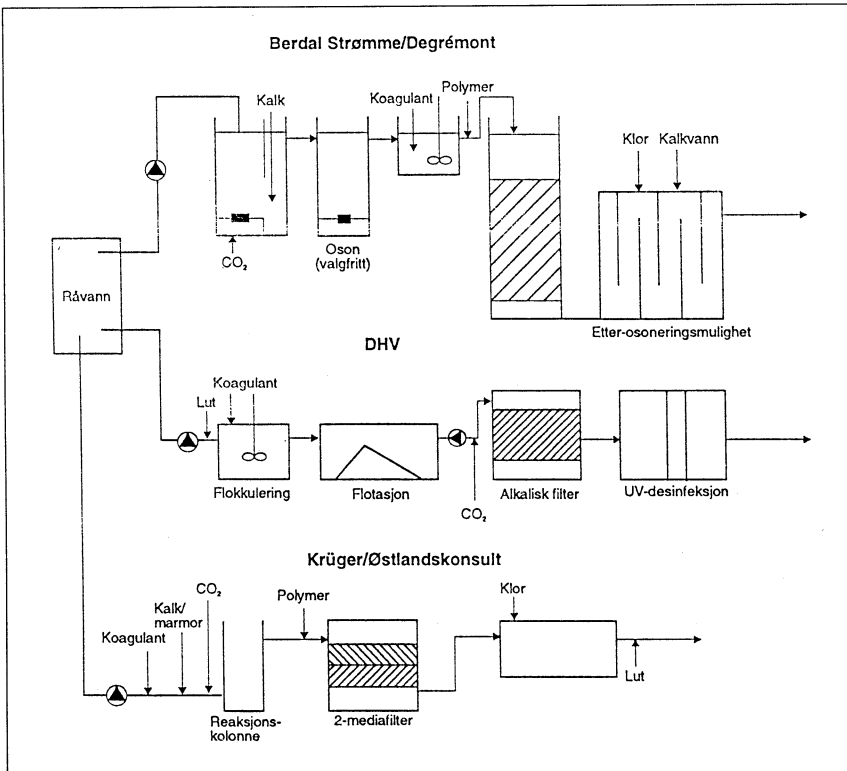 Berdal Strømme/Degrémont
Kalk
Koagulant
Polymer
Klor
Kalkvann
CO₂
Oson
(valgfritt)
Råvann
Etter-osoneringsmulighet
DHV
Lut
Koagulant
Flokkulering
Flotasjon
CO₂
Alkalisk filter
UV-desinfeksjon
Krüger/Østlandskonsult
CO₂
Kalk/
marmor
Koagulant
Polymer
Klor
Lut
Reaksjons-
kolonne
2-mediafilter